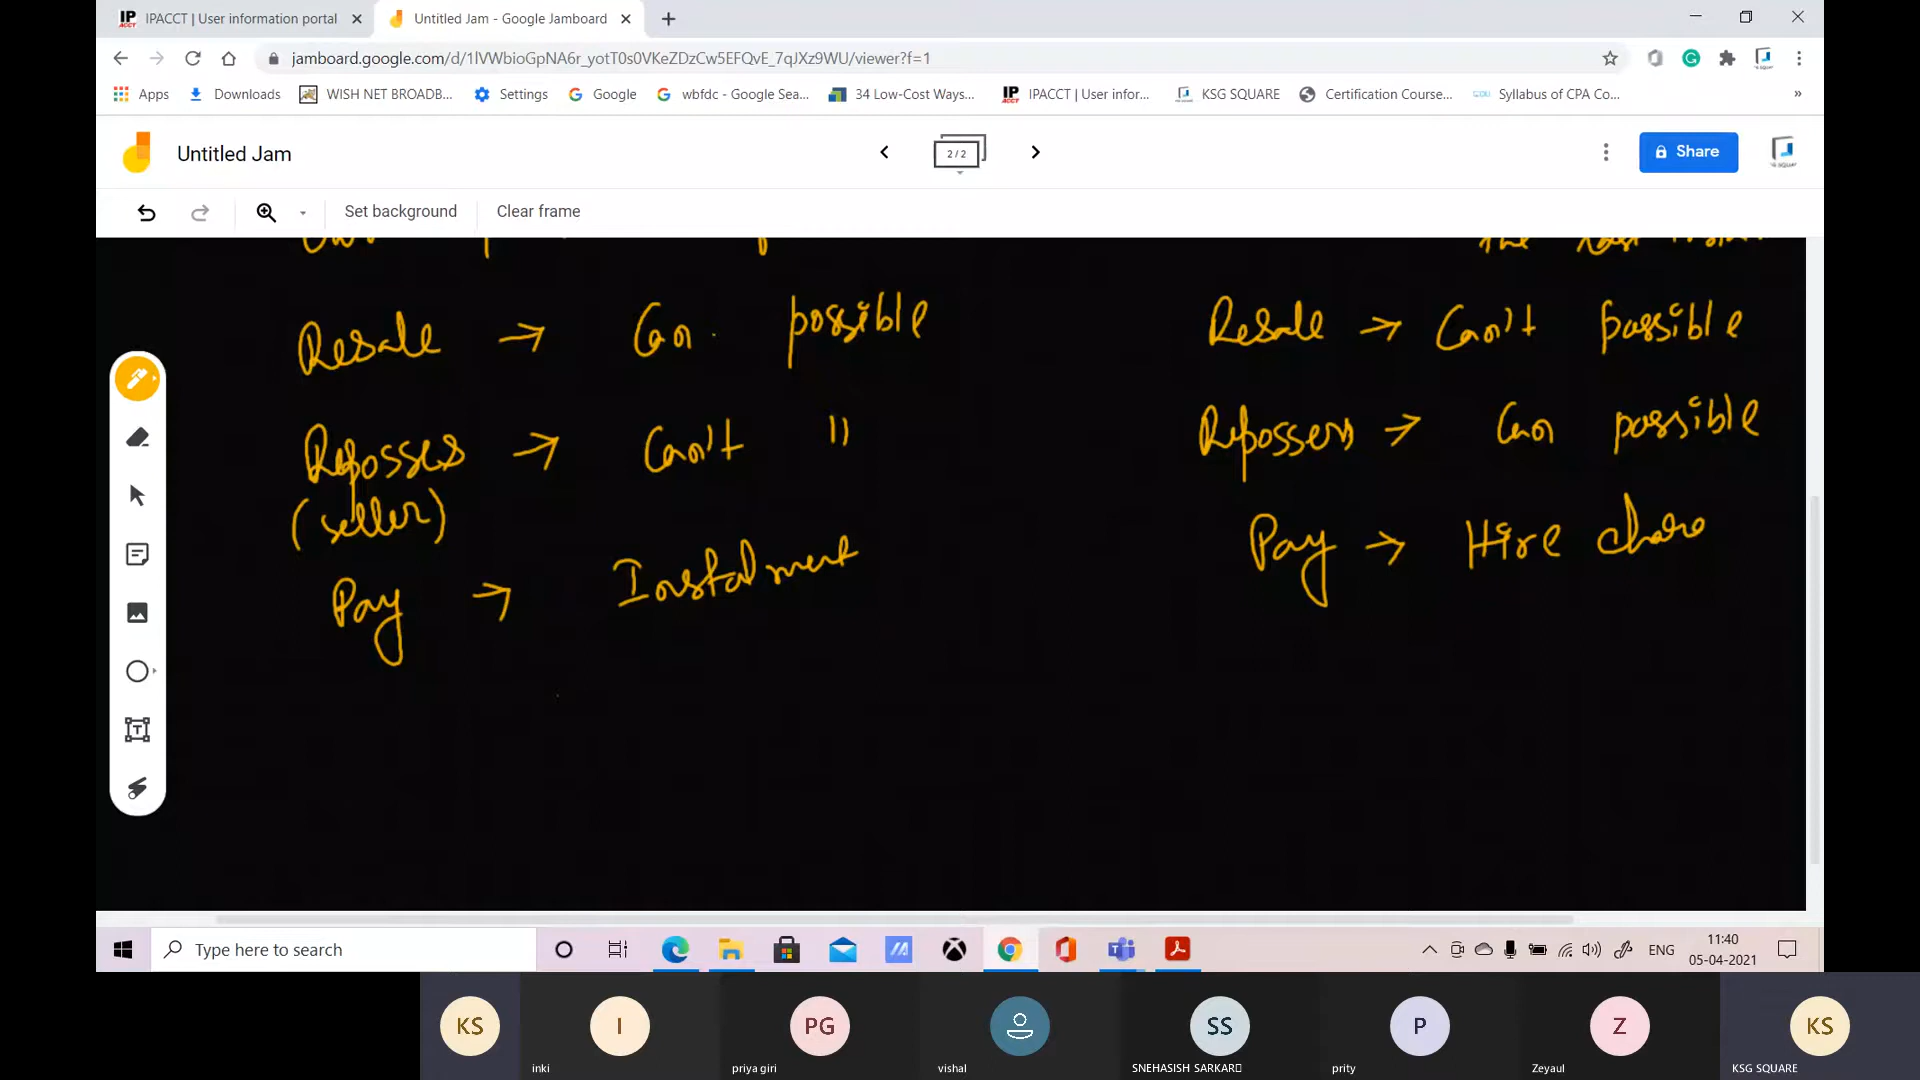 IPACCT | User information portal
Untitled Jam - Google Jamboard
jamboard.google.com/d/1lVWbioGpNA6r_yotT0s0VKeZDzCw5EFQvE_7qJXz9WU/viewer?f=1
Apps Downloads WISH NET BROADB... Settings Google wbfdc - Google Sea... 34 Low-Cost Ways... IPACCT | User infor... KSG SQUARE Certification Course... Syllabus of CPA Co... »
Untitled Jam
2 / 2
Share
Set background Clear frame
the last
Resale → Can possible
Resale → Can't possible
Reposses → Can't "
(seller)
Repossess → Can possible
Pay → Instalment
Pay → Hire chare
Type here to search
ENG
11:40
05-04-2021
KS I PG SS P Z KS
inki priya giri vishal SNEHASISH SARKAR prity Zeyaul KSG SQUARE